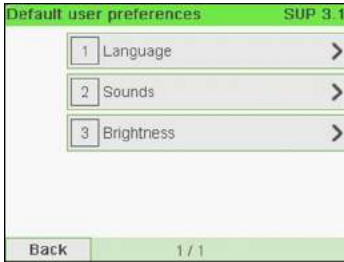 Default user preferences SUP 3.1
1 Language
2 Sounds
3 Brightness
Back 1 / 1